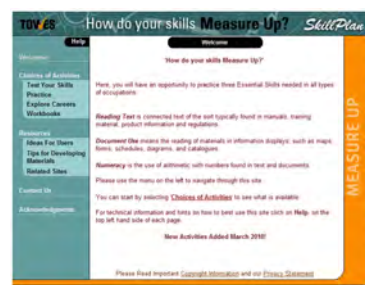 TOWES How do your skills Measure Up? SkillPlan
Help
Welcome
Welcome
"How do your skills Measure Up?"
Choices of Activities
Test Your Skills
Practice
Explore Careers
Workbooks
Resources
Ideas For Users
Tips for Developing
Materials
Related Sites
Contact Us
Acknowledgments
Here, you will have an opportunity to practice three Essential Skills needed in all types
of occupations:
Reading Text is connected text of the sort typically found in manuals, training
material, product information and regulations.
Document Use means the reading of materials in information displays, such as maps,
forms, schedules, diagrams, and catalogues.
Numeracy is the use of arithmetic with numbers found in text and documents.
Please use the menu on the left to navigate through this site.
You can start by selecting Choices of Activities to see what is available.
For technical information and hints on how to best use this site click on Help, on the
top left hand side of each page.
New Activities Added March 2010!
Please Read Important Copyright Information and our Privacy Statement
MEASURE UP